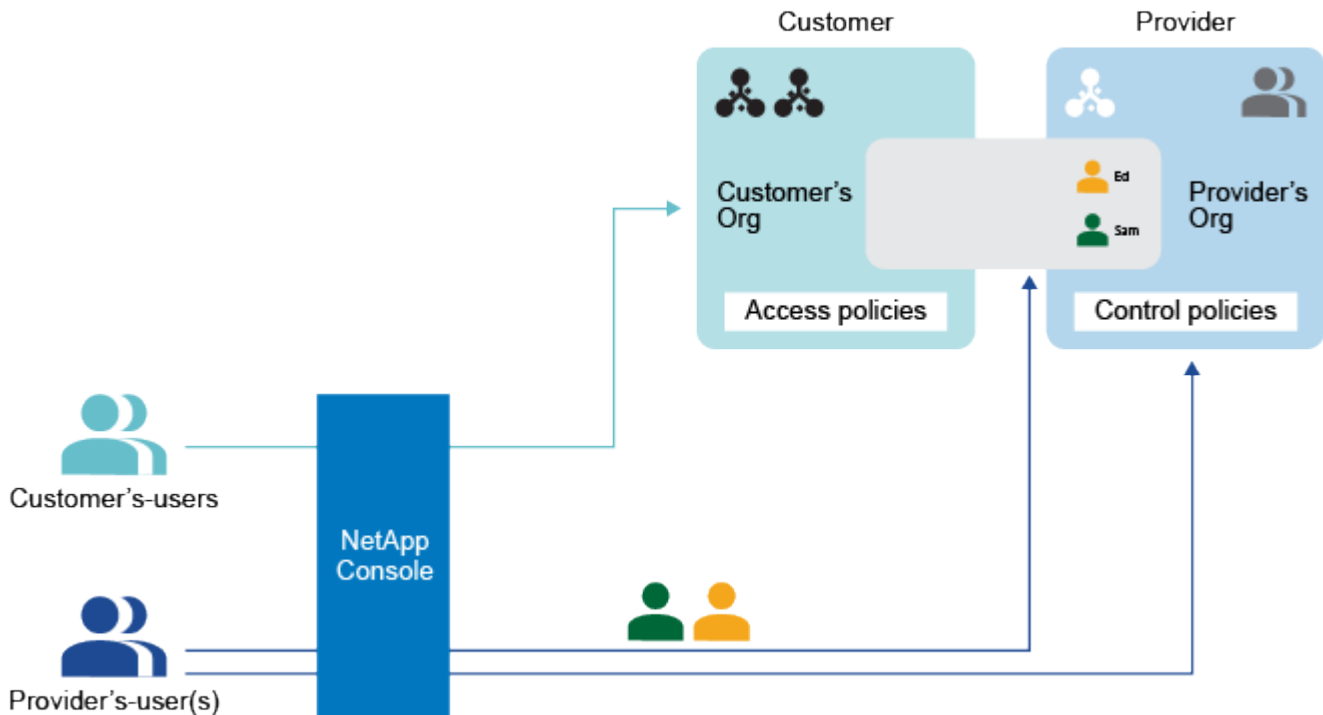 Customer
Provider
Ed
Customer's
Org
Provider's
Org
Sam
Access policies
Control policies
Customer's-users
NetApp
Console
Provider's-user(s)